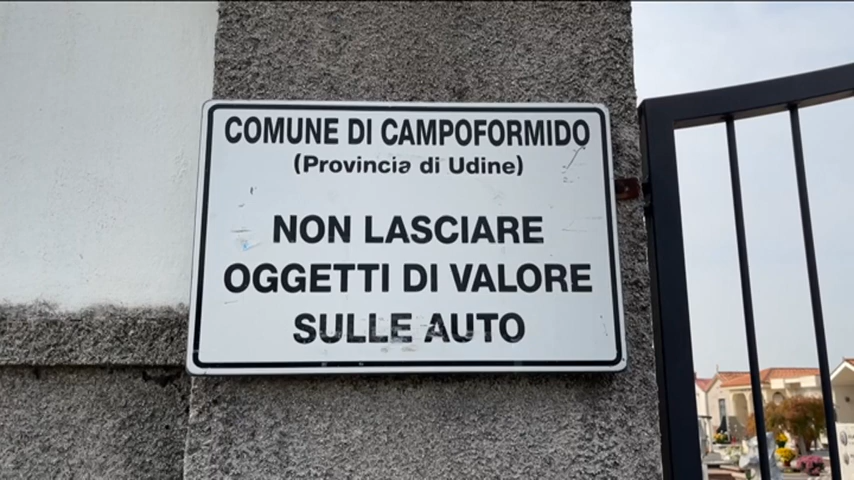 COMUNE DI CAMPOFORMIDO
(Provincia di Udine)
NON LASCIARE
OGGETTI DI VALORE
SULLE AUTO